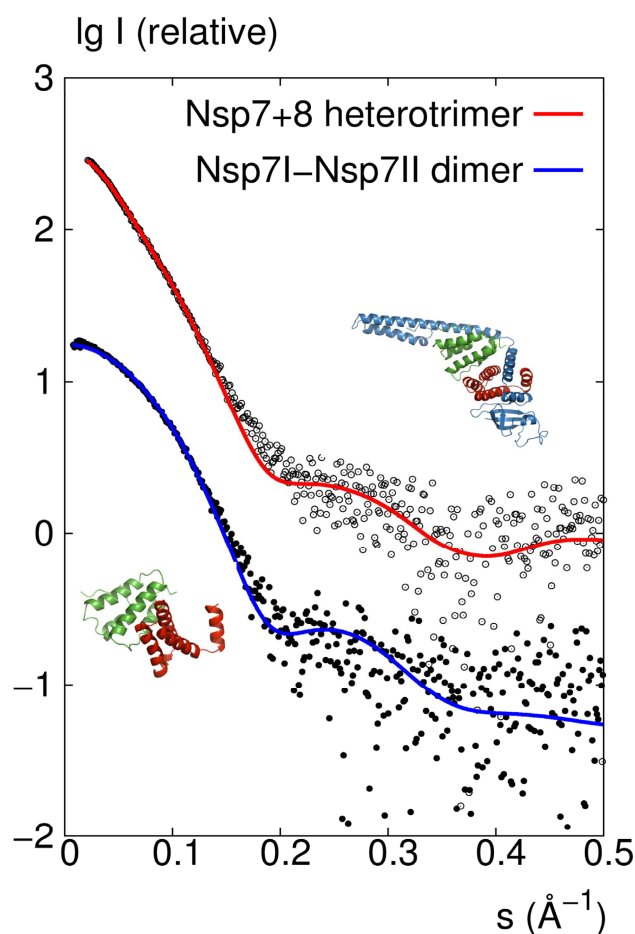 lg I (relative)
3
Nsp7+8 heterotrimer
Nsp7I–Nsp7II dimer
2
1
0
−1
−2
0 0.1 0.2 0.3 0.4 0.5
s (Å⁻¹)